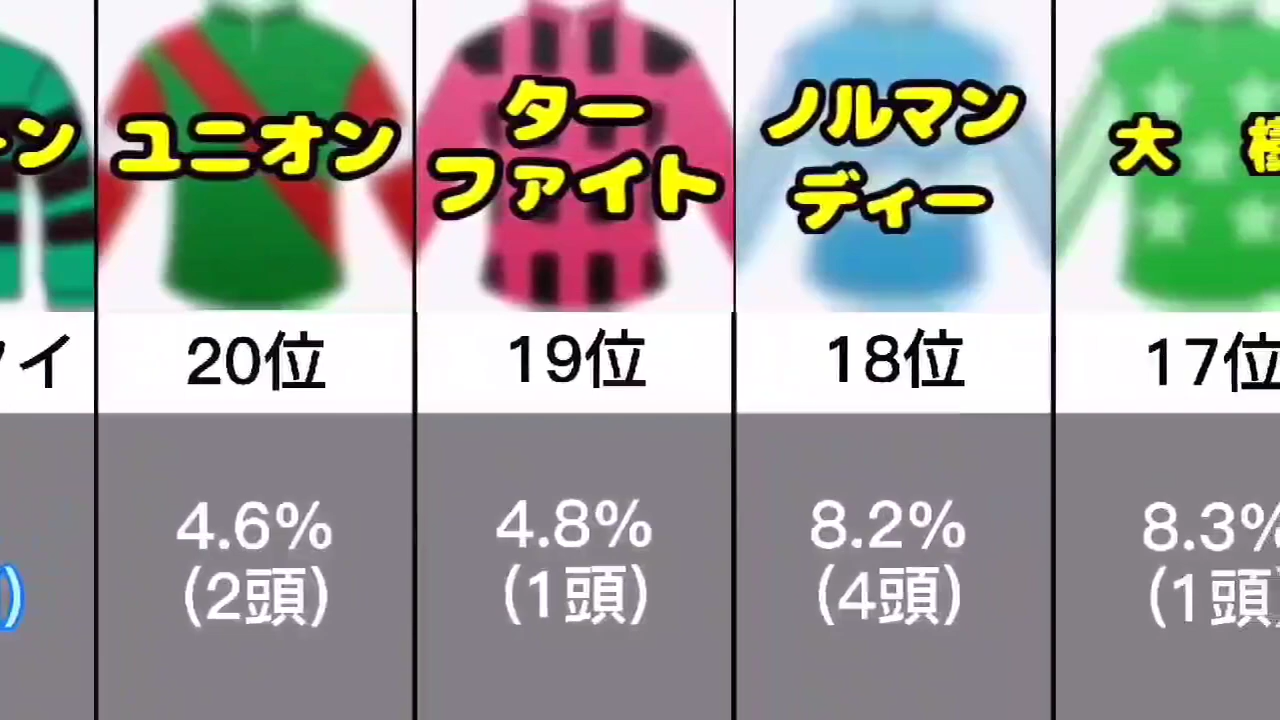 ユニオン
ター
ファイト
ノルマン
ディー
大
20位
19位
18位
17位
4.6%
(2頭)
4.8%
(1頭)
8.2%
(4頭)
8.3%
(1頭)